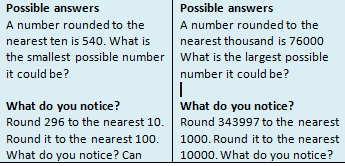 Possible answers
A number rounded to the
nearest ten is 540. What is
the smallest possible number
it could be?
What do you notice?
Round 296 to the nearest 10.
Round it to the nearest 100.
What do you notice? Can
Possible answers
A number rounded to the
nearest thousand is 76000
What is the largest possible
number it could be?
What do you notice?
Round 343997 to the nearest
1000. Round it to the nearest
10000. What do you notice?